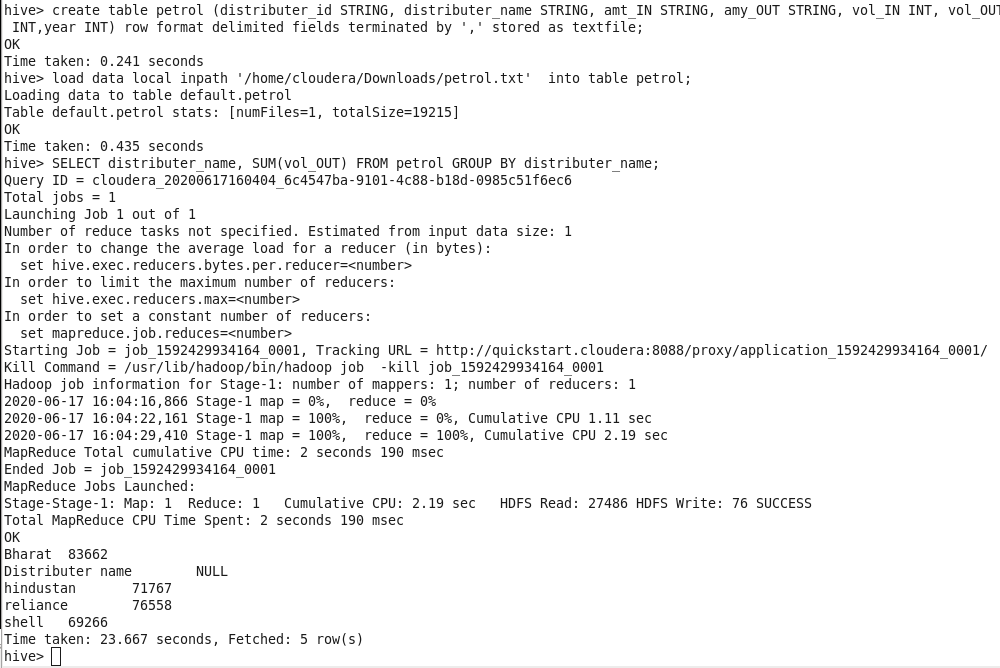 hive> create table petrol (distributer_id STRING, distributer_name STRING, amt_IN STRING, amy_OUT STRING, vol_IN INT, vol_OUT
 INT,year INT) row format delimited fields terminated by ',' stored as textfile;
OK
Time taken: 0.241 seconds
hive> load data local inpath '/home/cloudera/Downloads/petrol.txt'  into table petrol;
Loading data to table default.petrol
Table default.petrol stats: [numFiles=1, totalSize=19215]
OK
Time taken: 0.435 seconds
hive> SELECT distributer_name, SUM(vol_OUT) FROM petrol GROUP BY distributer_name;
Query ID = cloudera_20200617160404_6c4547ba-9101-4c88-b18d-0985c51f6ec6
Total jobs = 1
Launching Job 1 out of 1
Number of reduce tasks not specified. Estimated from input data size: 1
In order to change the average load for a reducer (in bytes):
  set hive.exec.reducers.bytes.per.reducer=<number>
In order to limit the maximum number of reducers:
  set hive.exec.reducers.max=<number>
In order to set a constant number of reducers:
  set mapreduce.job.reduces=<number>
Starting Job = job_1592429934164_0001, Tracking URL = http://quickstart.cloudera:8088/proxy/application_1592429934164_0001/
Kill Command = /usr/lib/hadoop/bin/hadoop job  -kill job_1592429934164_0001
Hadoop job information for Stage-1: number of mappers: 1; number of reducers: 1
2020-06-17 16:04:16,866 Stage-1 map = 0%,  reduce = 0%
2020-06-17 16:04:22,161 Stage-1 map = 100%,  reduce = 0%, Cumulative CPU 1.11 sec
2020-06-17 16:04:29,410 Stage-1 map = 100%,  reduce = 100%, Cumulative CPU 2.19 sec
MapReduce Total cumulative CPU time: 2 seconds 190 msec
Ended Job = job_1592429934164_0001
MapReduce Jobs Launched:
Stage-Stage-1: Map: 1  Reduce: 1   Cumulative CPU: 2.19 sec   HDFS Read: 27486 HDFS Write: 76 SUCCESS
Total MapReduce CPU Time Spent: 2 seconds 190 msec
OK
Bharat  83662
Distributer name        NULL
hindustan       71767
reliance        76558
shell   69266
Time taken: 23.667 seconds, Fetched: 5 row(s)
hive>